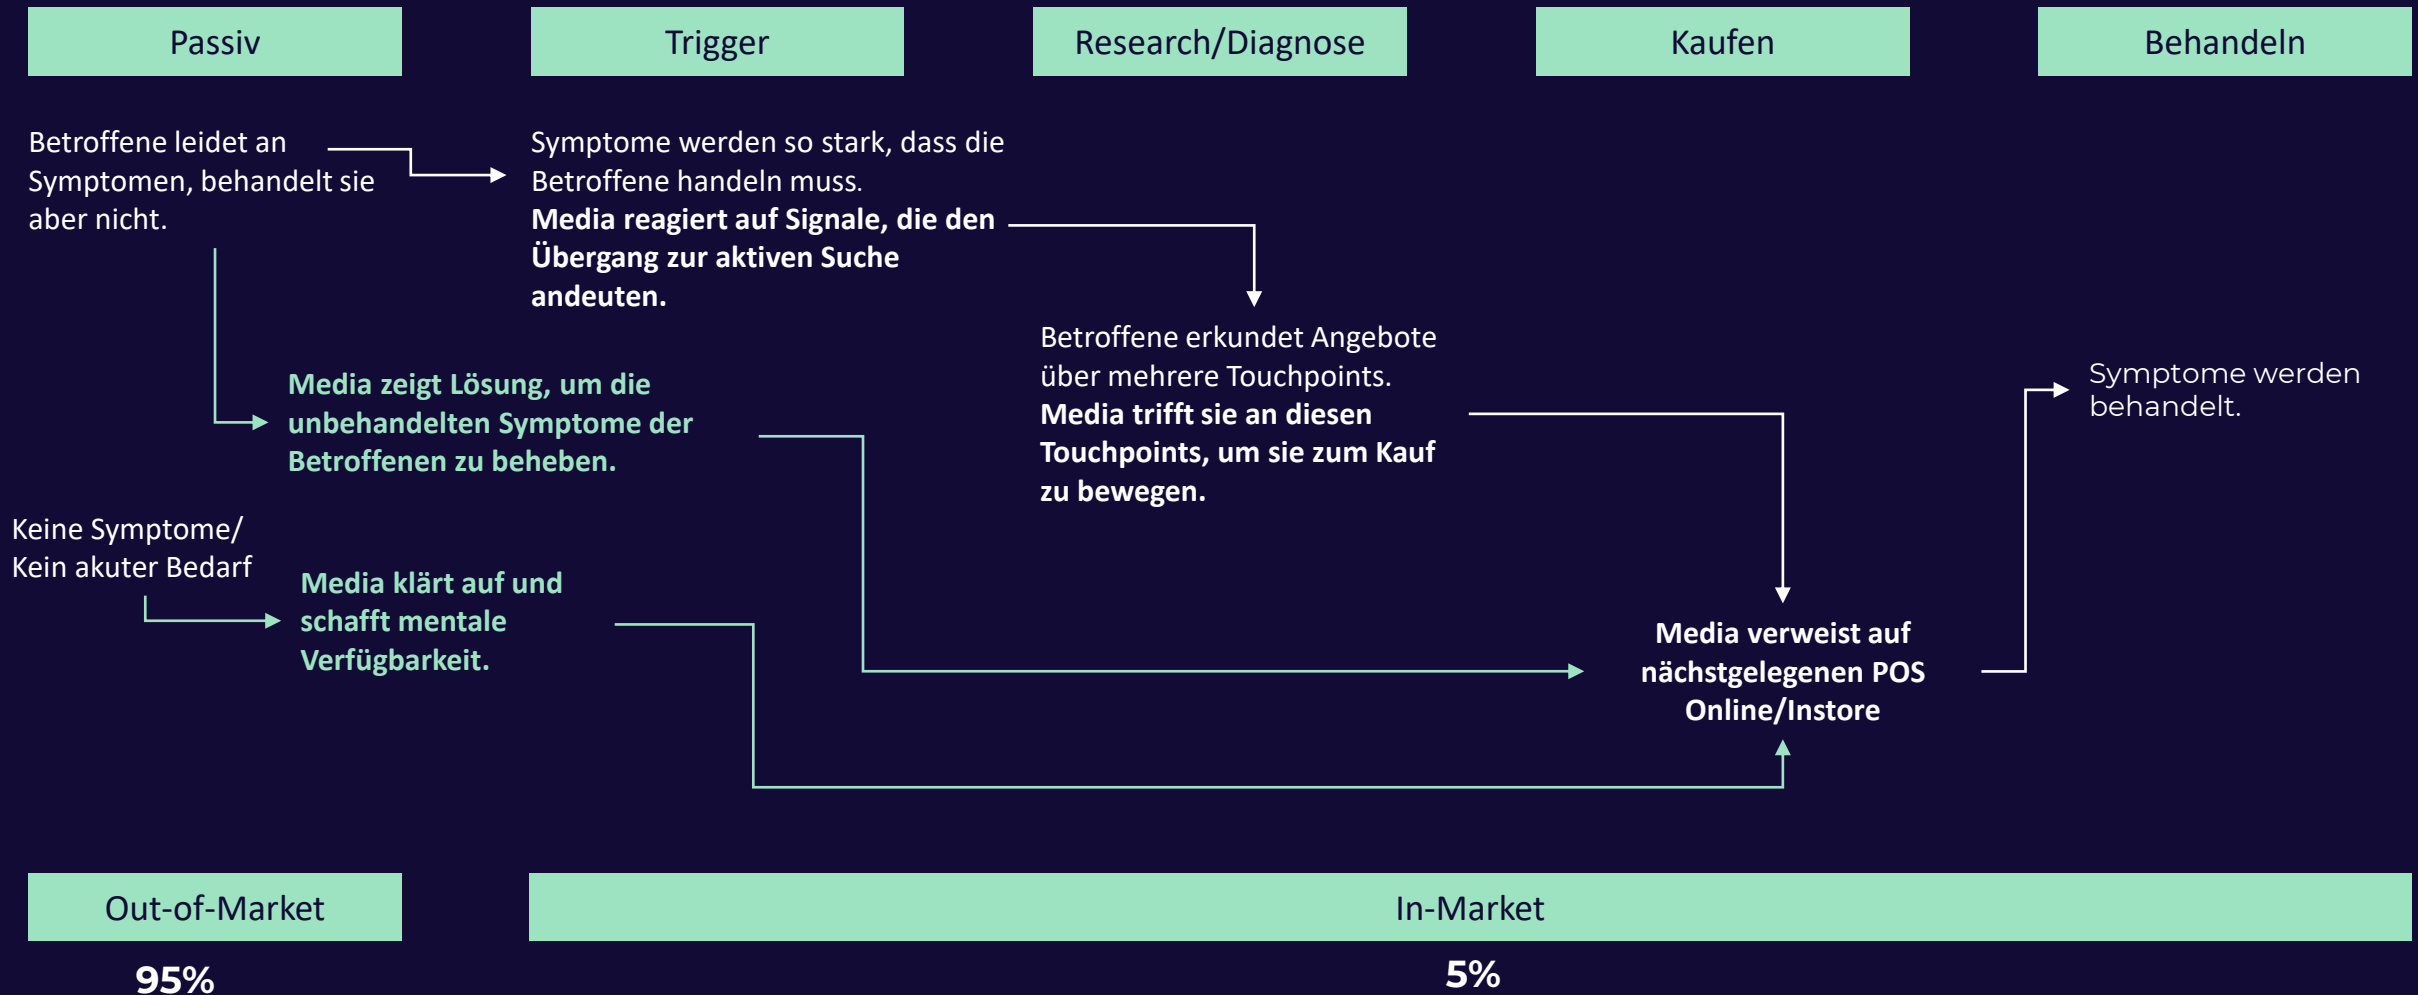 Passiv
Trigger
Research/Diagnose
Kaufen
Behandeln
Betroffene leidet an
Symptomen, behandelt sie
aber nicht.
Symptome werden so stark, dass die
Betroffene handeln muss.
Media reagiert auf Signale, die den
Übergang zur aktiven Suche
andeuten.
Betroffene erkundet Angebote
über mehrere Touchpoints.
Media trifft sie an diesen
Touchpoints, um sie zum Kauf
zu bewegen.
Symptome werden
behandelt.
Media zeigt Lösung, um die
unbehandelten Symptome der
Betroffenen zu beheben.
Keine Symptome/
Kein akuter Bedarf
Media klärt auf und
schafft mentale
Verfügbarkeit.
Media verweist auf
nächstgelegenen POS
Online/Instore
Out-of-Market
In-Market
95%
5%